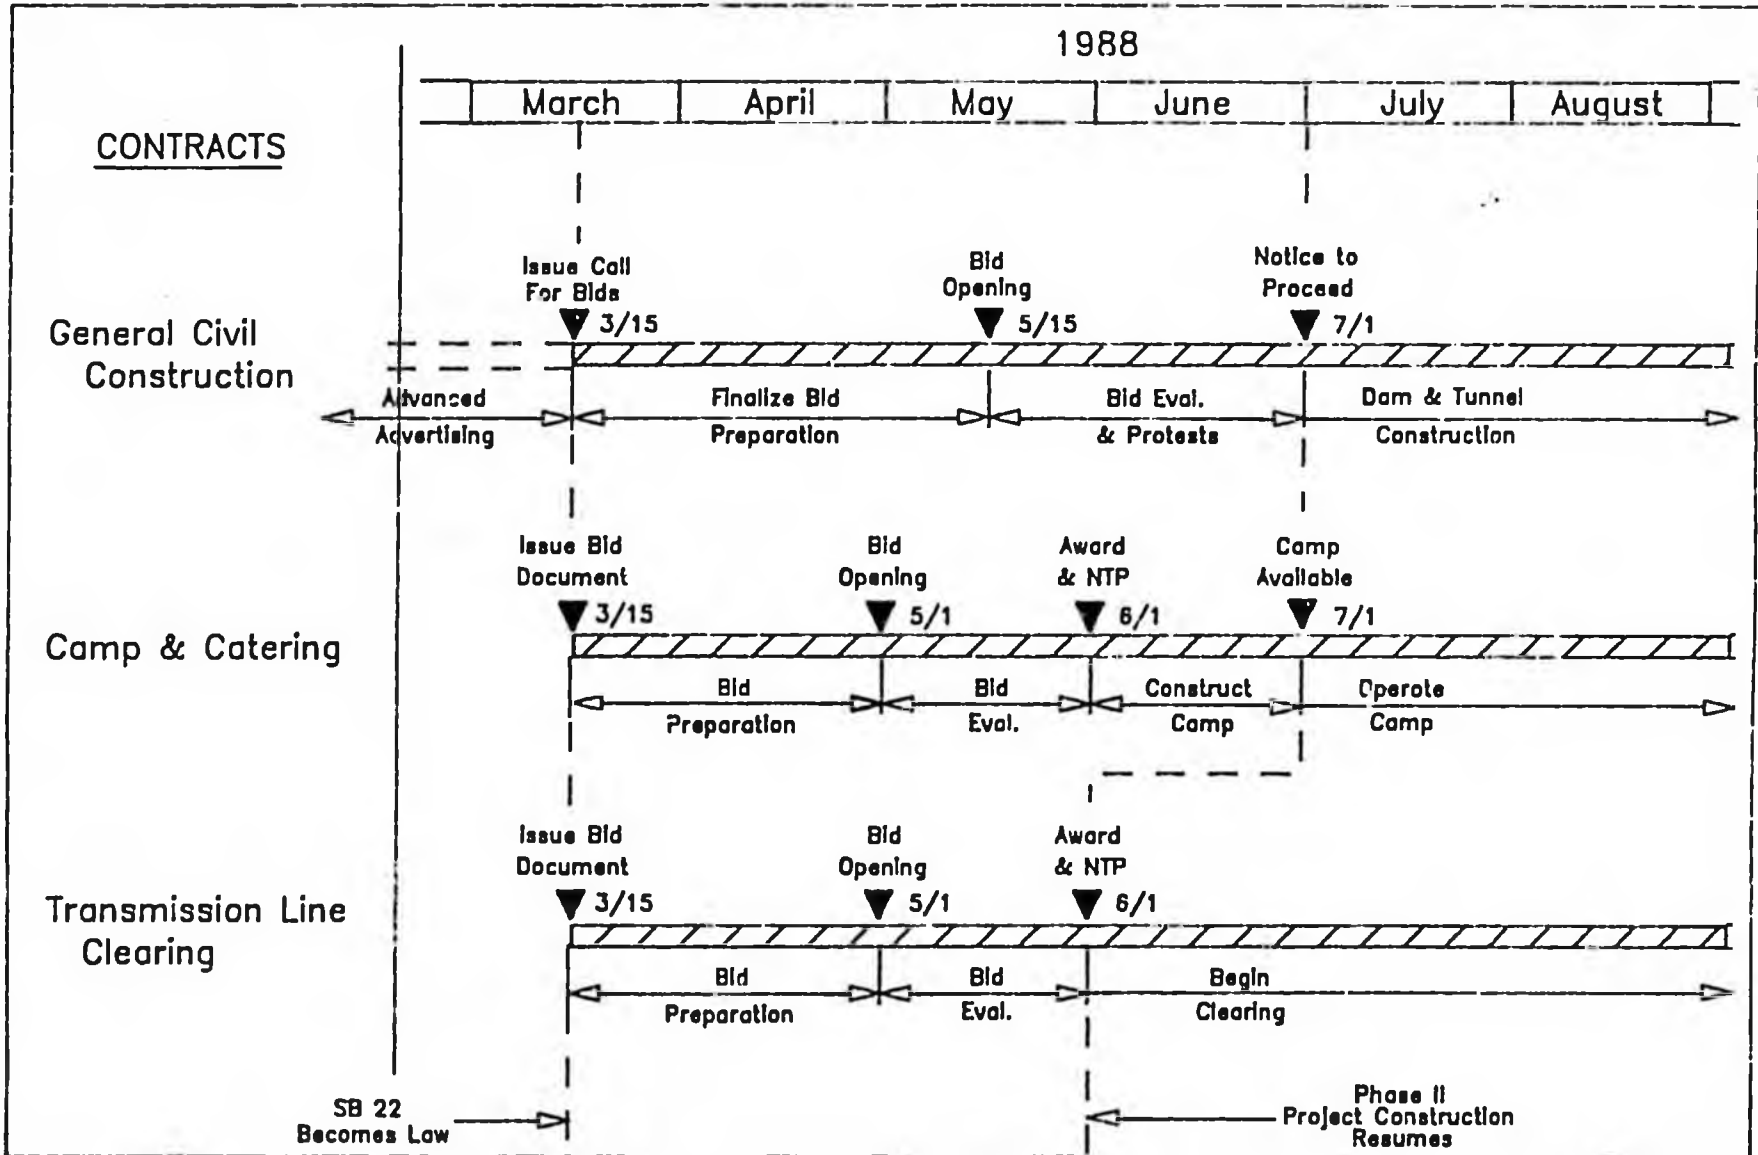 1988
March April May June July August
CONTRACTS
Issue Call
For Bids
3/15
Bid
Opening
5/15
Notice to
Proceed
7/1
General Civil
Construction
Advanced
Advertising
Finalize Bid
Preparation
Bid Eval.
& Protests
Dam & Tunnel
Construction
Issue Bid
Document
3/15
Bid
Opening
5/1
Award
& NTP
6/1
Camp
Available
7/1
Camp & Catering
Bid
Preparation
Bid
Eval.
Construct
Camp
Operate
Camp
Issue Bid
Document
3/15
Bid
Opening
5/1
Award
& NTP
6/1
Transmission Line
Clearing
Bid
Preparation
Bid
Eval.
Begin
Clearing
SB 22
Becomes Law
Phase II
Project Construction
Resumes